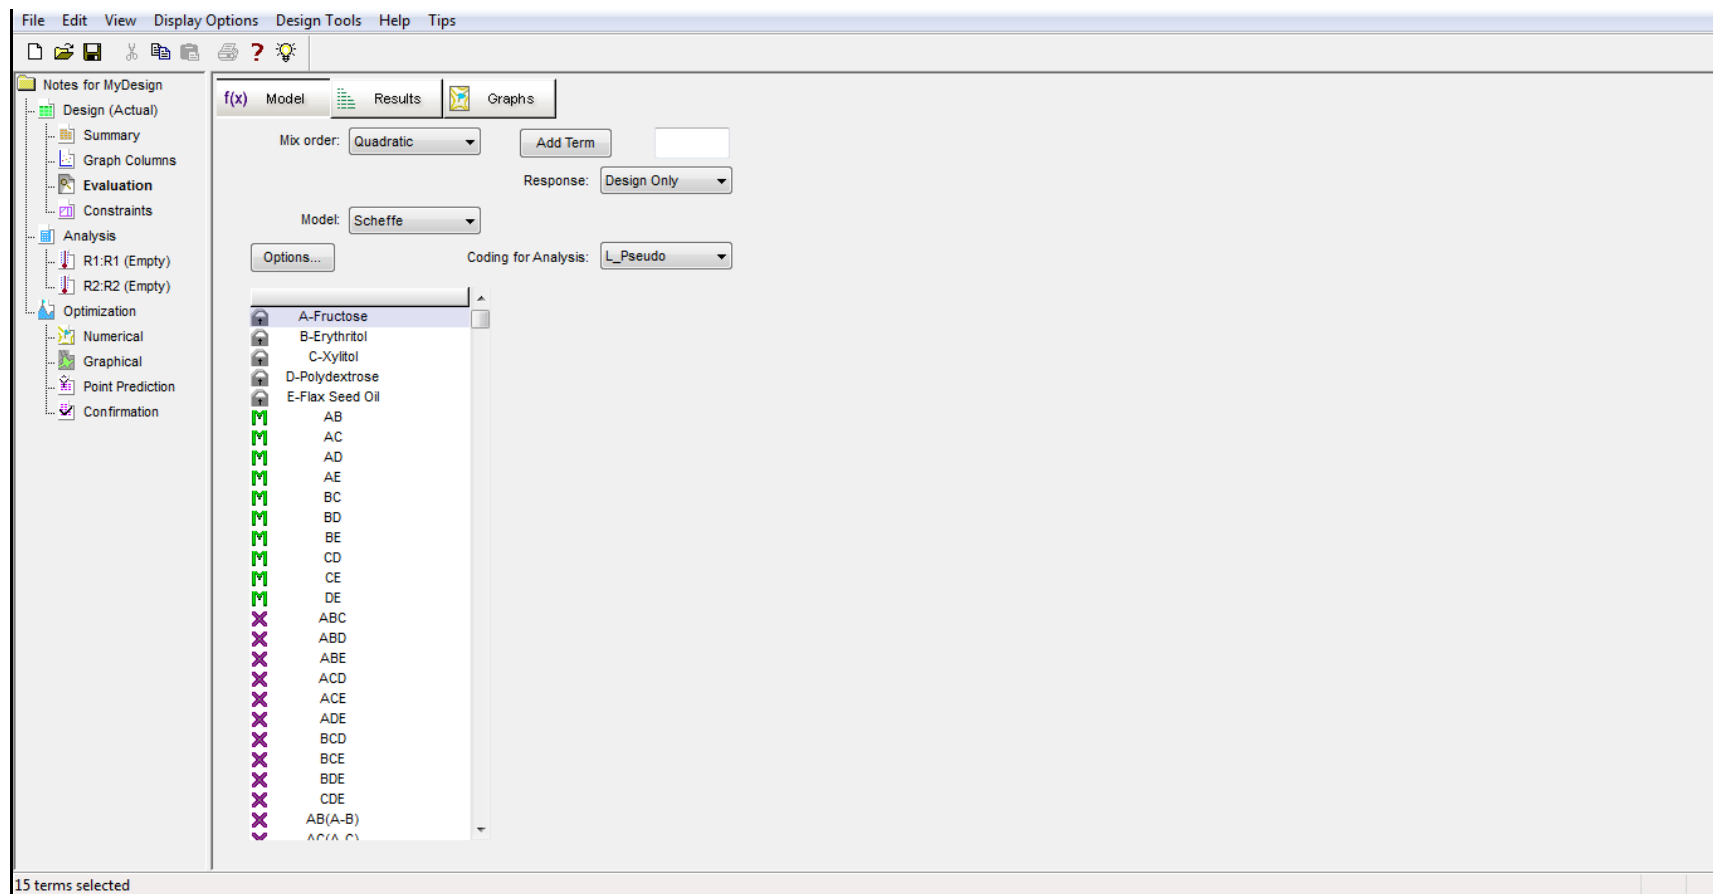 File Edit View Display Options Design Tools Help Tips
Notes for MyDesign
Design (Actual)
Summary
Graph Columns
Evaluation
Constraints
Analysis
R1:R1 (Empty)
R2:R2 (Empty)
Optimization
Numerical
Graphical
Point Prediction
Confirmation
f(x) Model Results Graphs
Mix order: Quadratic Add Term
Response: Design Only
Model: Scheffe
Options... Coding for Analysis: L_Pseudo
A-Fructose
B-Erythritol
C-Xylitol
D-Polydextrose
E-Flax Seed Oil
M AB
M AC
M AD
M AE
M BC
M BD
M BE
M CD
M CE
M DE
ABC
ABD
ABE
ACD
ACE
ADE
BCD
BCE
BDE
CDE
AB(A-B)
AC(A-C)
15 terms selected